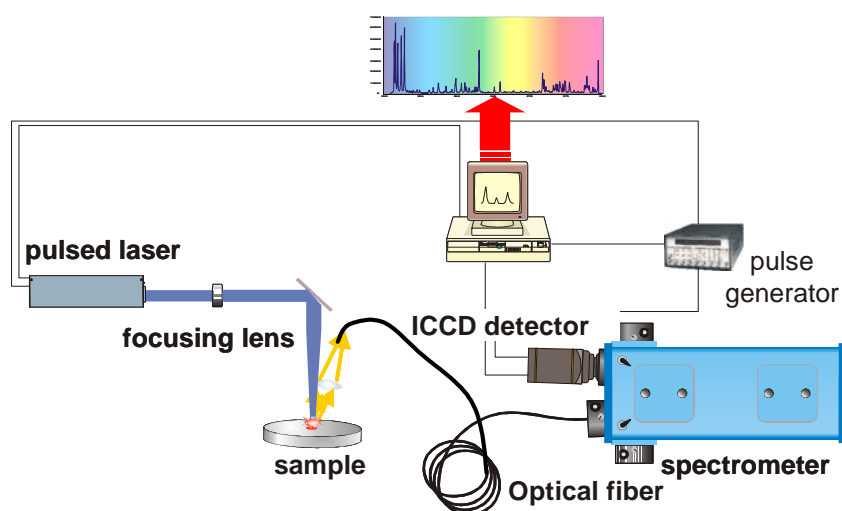 pulsed laser
pulse
generator
ICCD detector
focusing lens
sample
spectrometer
Optical fiber